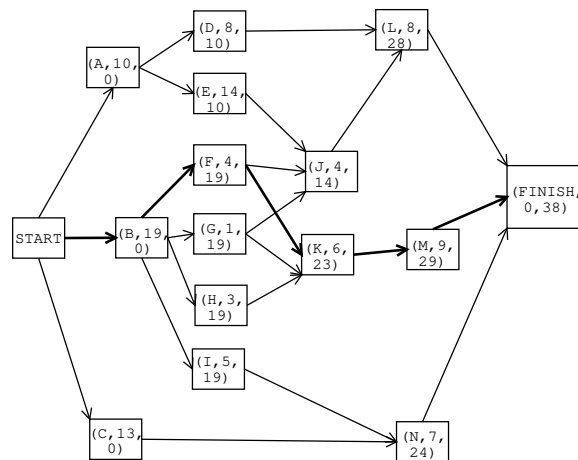 (D,8,
10)
(L,8,
28)
(A,10,
0)
(E,14,
10)
(F,4,
19)
(J,4,
14)
(FINISH,
0,38)
START
(B,19,
0)
(G,1,
19)
(K,6,
23)
(M,9,
29)
(H,3,
19)
(I,5,
19)
(C,13,
0)
(N,7,
24)